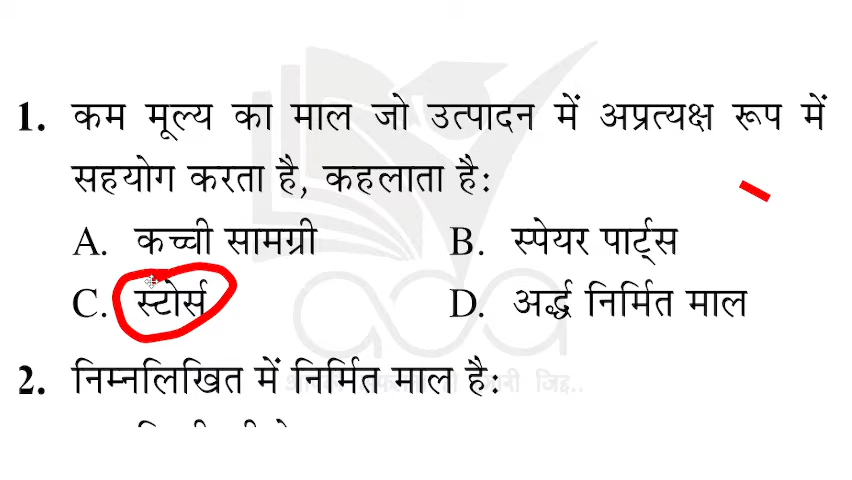 1. कम मूल्य का माल जो उत्पादन में अप्रत्यक्ष रूप में
सहयोग करता है, कहलाता है:
A. कच्ची सामग्री B. स्पेयर पार्ट्स
C. स्टोर्स D. अर्द्ध निर्मित माल
2. निम्नलिखित में निर्मित माल है: